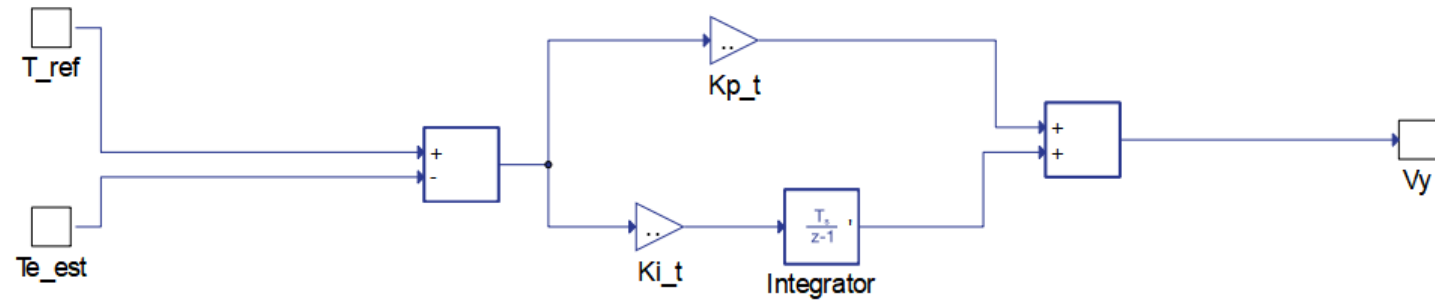 T_ref
..
Kp_t
+
-
+
+
Vy
Te_est
..
Ki_t
Ts
z-1
'
Integrator